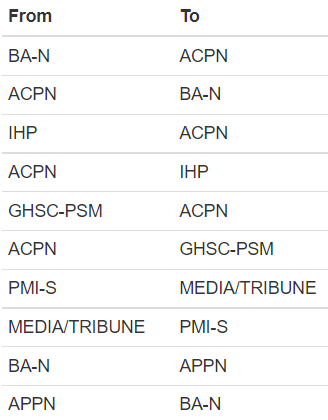 From To
BA-N ACPN
ACPN BA-N
IHP ACPN
ACPN IHP
GHSC-PSM ACPN
ACPN GHSC-PSM
PMI-S MEDIA/TRIBUNE
MEDIA/TRIBUNE PMI-S
BA-N APPN
APPN BA-N